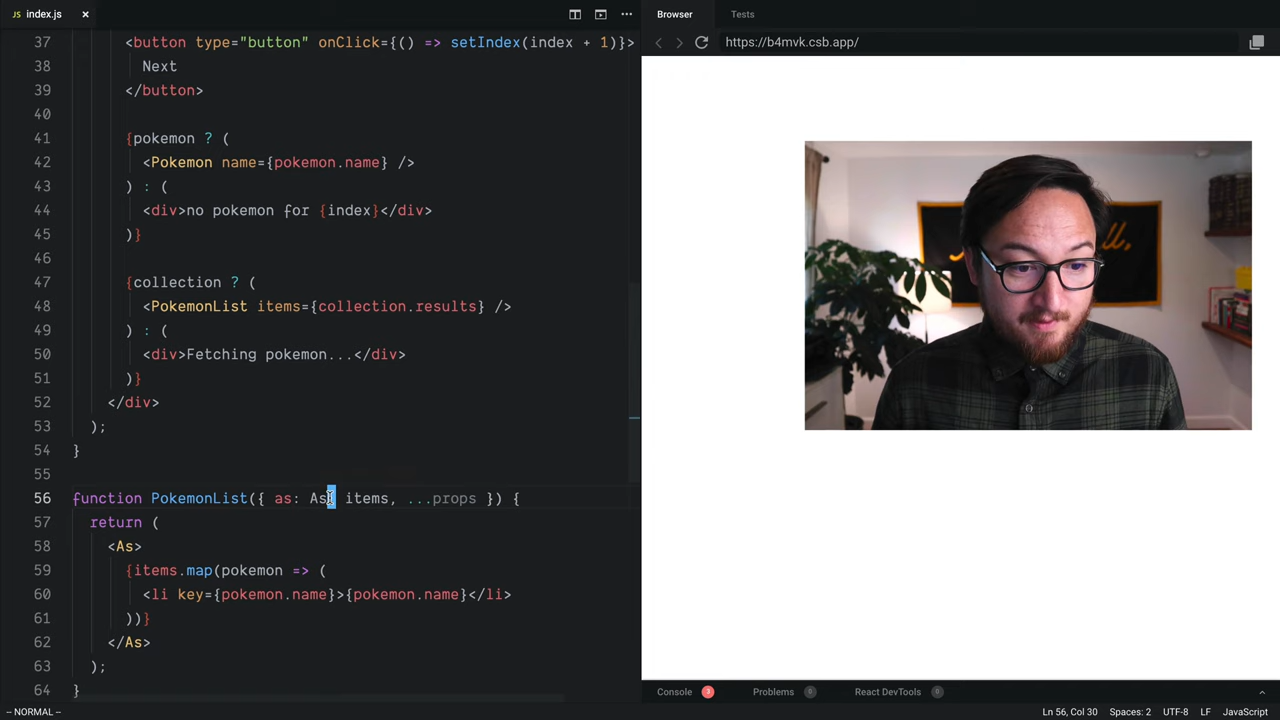 JS index.js ×
Browser Tests
https://b4mvk.csb.app/
37 <button type="button" onClick={() => setIndex(index + 1)}>
38 Next
39 </button>
40
41 {pokemon ? (
42 <Pokemon name={pokemon.name} />
43 ) : (
44 <div>no pokemon for {index}</div>
45 )}
46
47 {collection ? (
48 <PokemonList items={collection.results} />
49 ) : (
50 <div>Fetching pokemon...</div>
51 )}
52 </div>
53 );
54 }
55
56 function PokemonList({ as: As items, ...props }) {
57 return (
58 <As>
59 {items.map(pokemon => (
60 <li key={pokemon.name}>{pokemon.name}</li>
61 ))}
62 </As>
63 );
64 }
Console 3 Problems 0 React DevTools 0
-- NORMAL -- Ln 56, Col 30 Spaces: 2 UTF-8 LF JavaScript